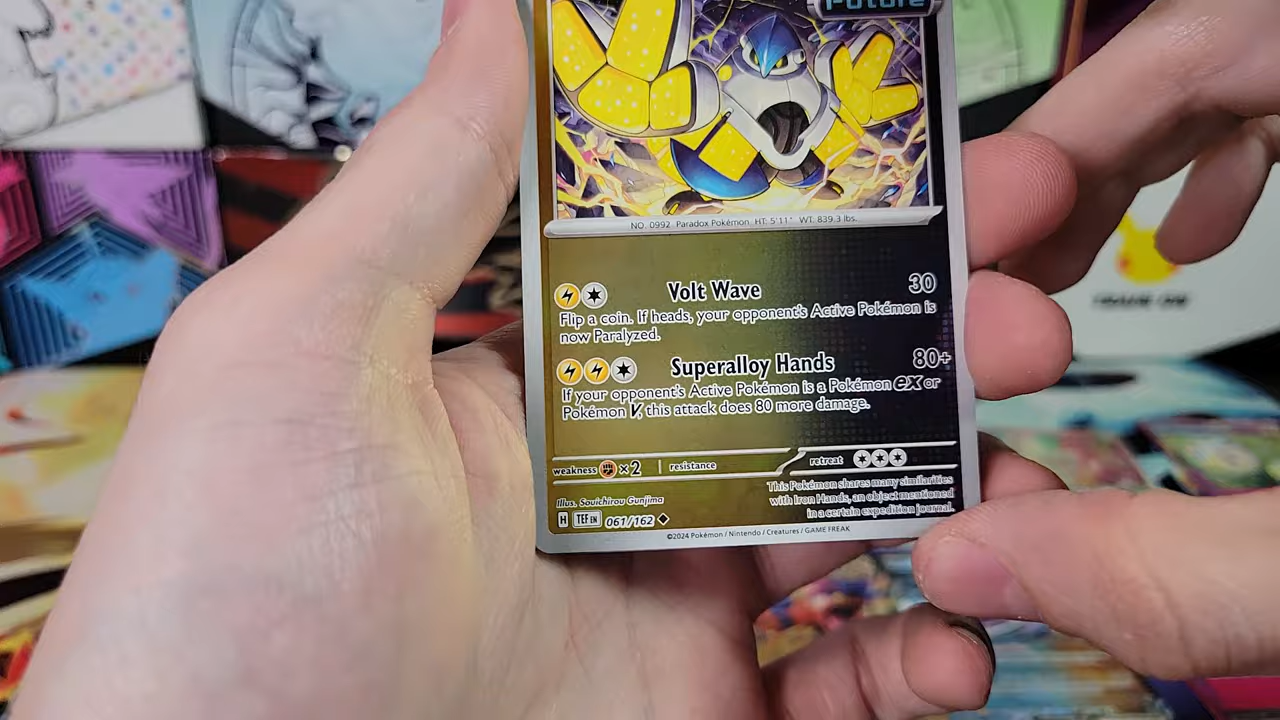 Future
NO. 0992 Paradox Pokémon HT: 5'11" WT: 839.3 lbs.
Volt Wave 30
Flip a coin. If heads, your opponent's Active Pokémon is
now Paralyzed.
Superalloy Hands 80+
If your opponent's Active Pokémon is a Pokémon ex or
Pokémon V, this attack does 80 more damage.
weakness ×2 resistance retreat
This Pokémon shares many similarities
with Iron Hands, an object mentioned
in a certain expedition journal.
Illus. Souichirou Gunjima
H TEF EN 061/162
©2024 Pokémon / Nintendo / Creatures / GAME FREAK